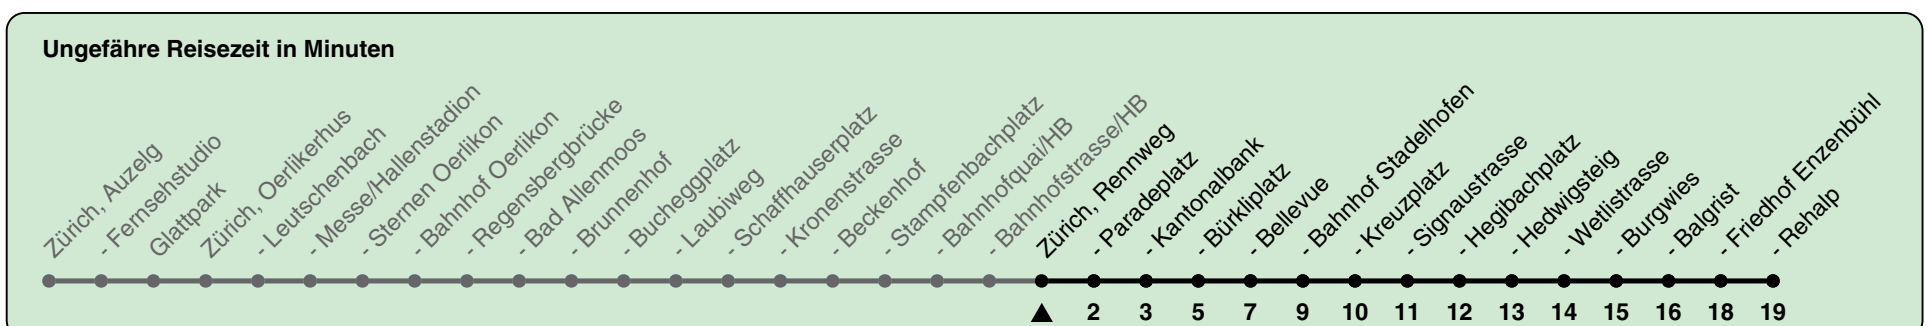 Ungefähre Reisezeit in Minuten
Zürich, Auzelg
- Fernsehstudio
Glattpark
Zürich, Oerlikerhus
- Leutschenbach
- Messe/Hallenstadion
- Sternen Oerlikon
- Bahnhof Oerlikon
- Regensbergbrücke
- Bad Allenmoos
- Brunnenhof
- Bucheggplatz
- Laubiweg
- Schaffhauserplatz
- Kronenstrasse
- Beckenhof
- Stampfenbachplatz
- Bahnhofquai/HB
- Bahnhofstrasse/HB
Zürich, Rennweg
- Paradeplatz
- Kantonalbank
- Bürkliplatz
- Bellevue
- Bahnhof Stadelhofen
- Kreuzplatz
- Signaustrasse
- Hegibachplatz
- Hedwigsteig
- Wetlistrasse
- Burgwies
- Balgrist
- Friedhof Enzenbühl
- Rehalp
2 3 5 7 9 10 11 12 13 14 15 16 18 19